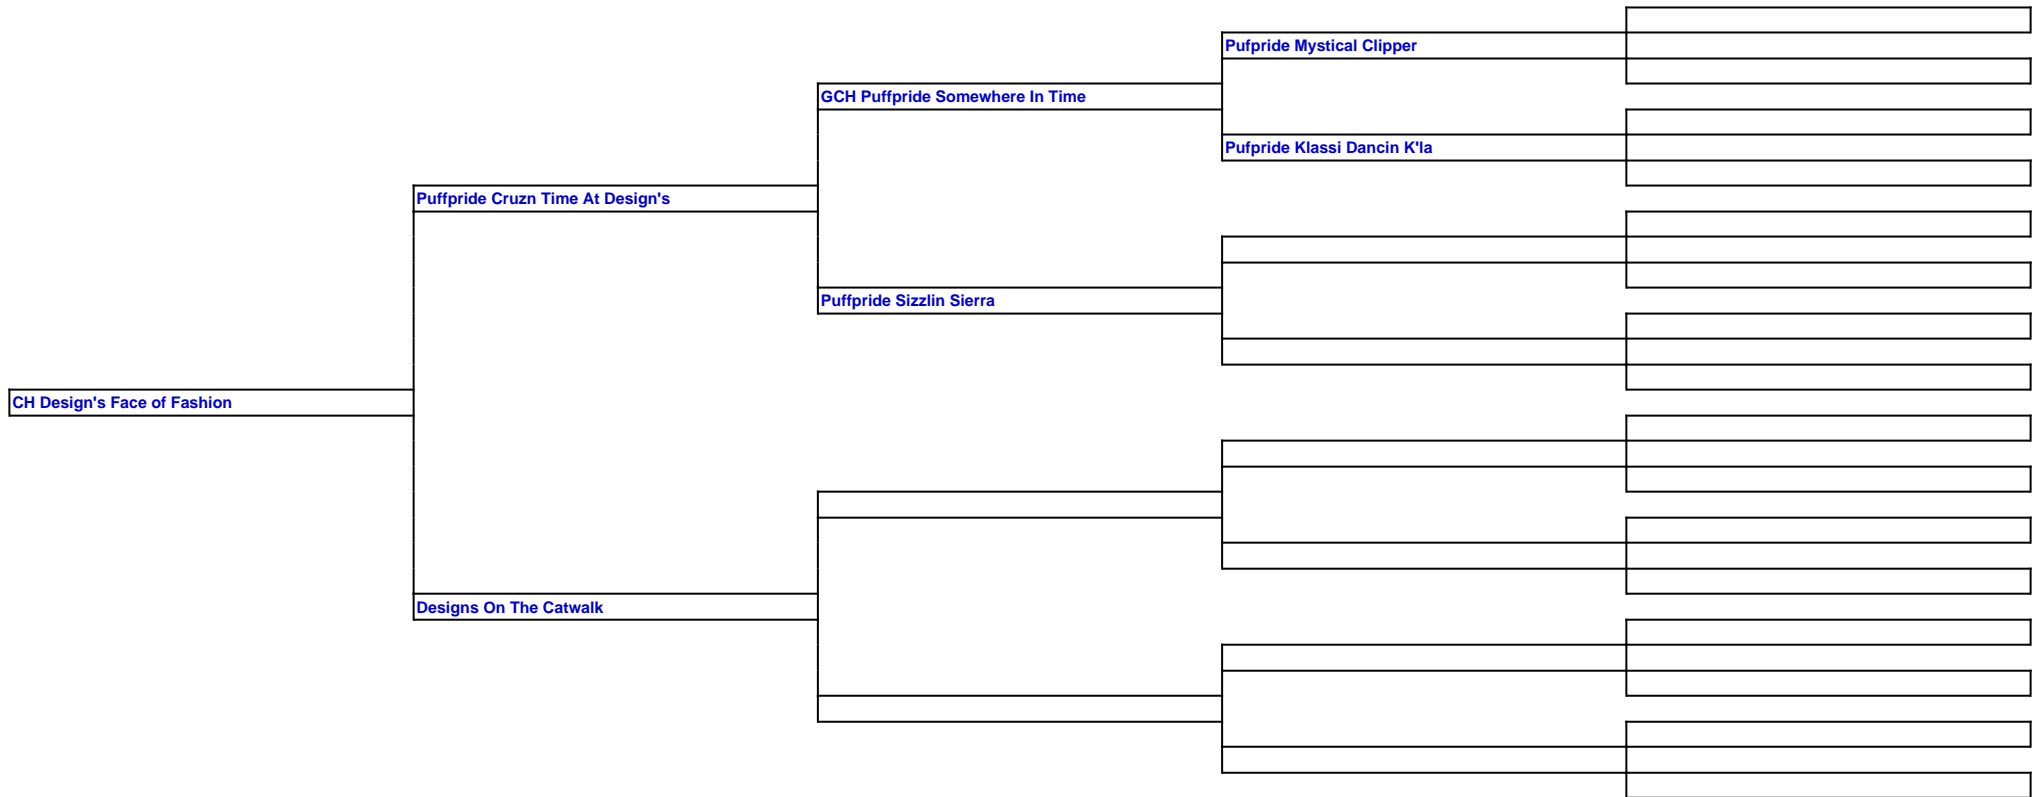 Pufpride Mystical Clipper
GCH Puffpride Somewhere In Time
Pufpride Klassi Dancin K'la
Puffpride Cruzn Time At Design's
Puffpride Sizzlin Sierra
CH Design's Face of Fashion
Designs On The Catwalk